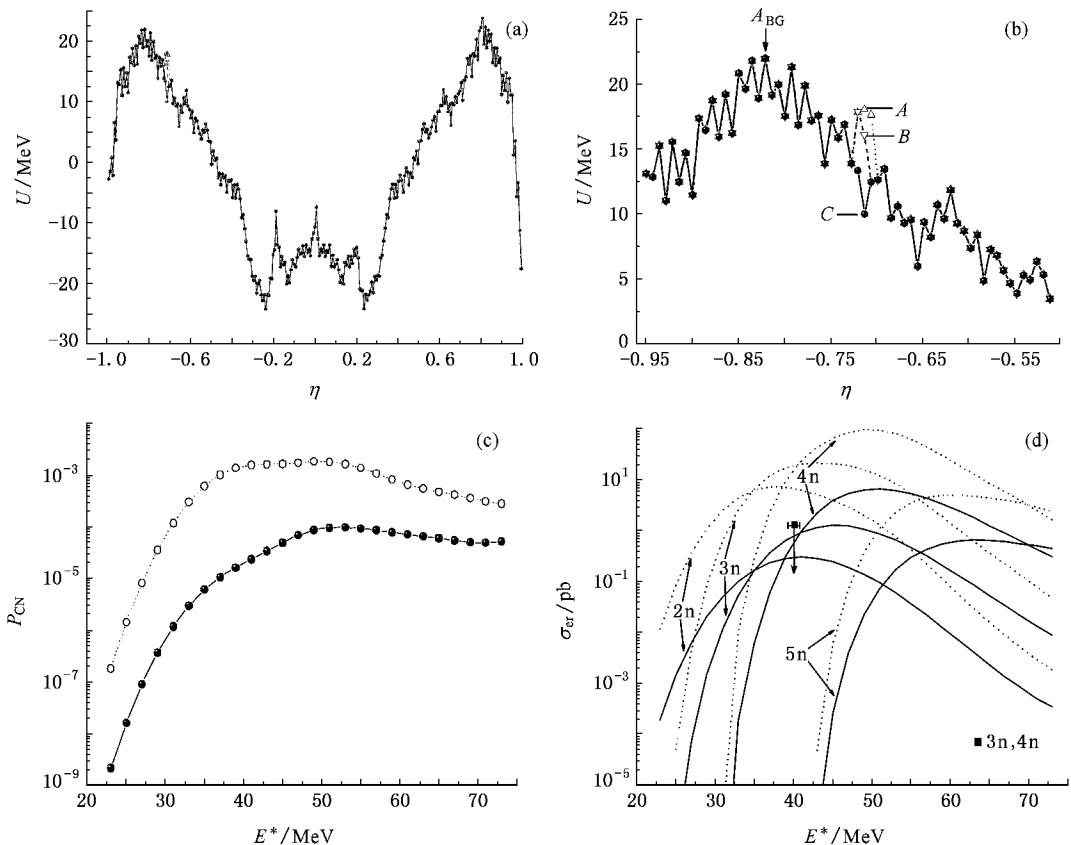 (a)
U/MeV
20
10
0
−10
−20
−30
−1.0
−0.6
−0.2
0.2
0.6
1.0
η
(b)
A_BG
A
B
C
U/MeV
25
20
15
10
5
0
−0.95
−0.85
−0.75
−0.65
−0.55
η
(c)
P_CN
10^−3
10^−5
10^−7
10^−9
20
30
40
50
60
70
E*/MeV
(d)
σ_er/pb
10^1
10^−1
10^−3
10^−5
4n
3n
2n
5n
3n,4n
20
30
40
50
60
70
E*/MeV